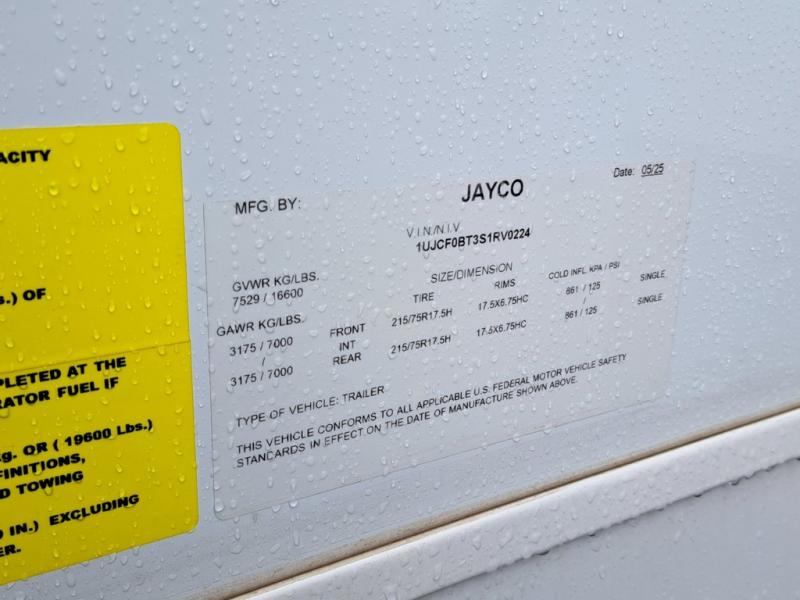 ACITY
s.) OF
PLETED AT THE
RATOR FUEL IF
g. OR ( 19600 Lbs.)
FINITIONS,
D TOWING
IN.) EXCLUDING
ER.
MFG. BY: JAYCO Date: 05/25
V.I.N./N.I.V
1UJCF0BT3S1RV0224
GVWR KG/LBS. SIZE/DIMENSION
7529 / 16600 TIRE RIMS COLD INFL. KPA / PSI
GAWR KG/LBS.
3175 / 7000 FRONT 215/75R17.5H 17.5X6.75HC 861 / 125 SINGLE
/ INT
3175 / 7000 REAR 215/75R17.5H 17.5X6.75HC 861 / 125 SINGLE
TYPE OF VEHICLE: TRAILER
THIS VEHICLE CONFORMS TO ALL APPLICABLE U.S. FEDERAL MOTOR VEHICLE SAFETY
STANDARDS IN EFFECT ON THE DATE OF MANUFACTURE SHOWN ABOVE.